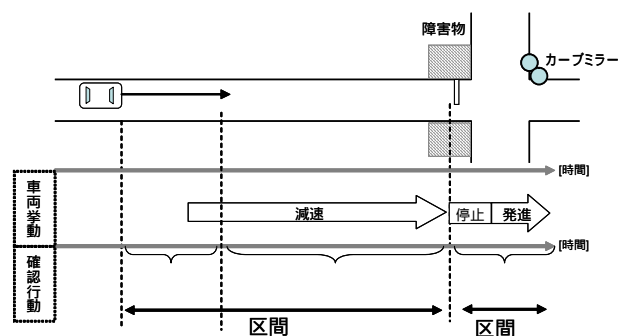 障害物
カーブミラー
[時間]
車両挙動
減速
停止
発進
[時間]
確認行動
区間
区間